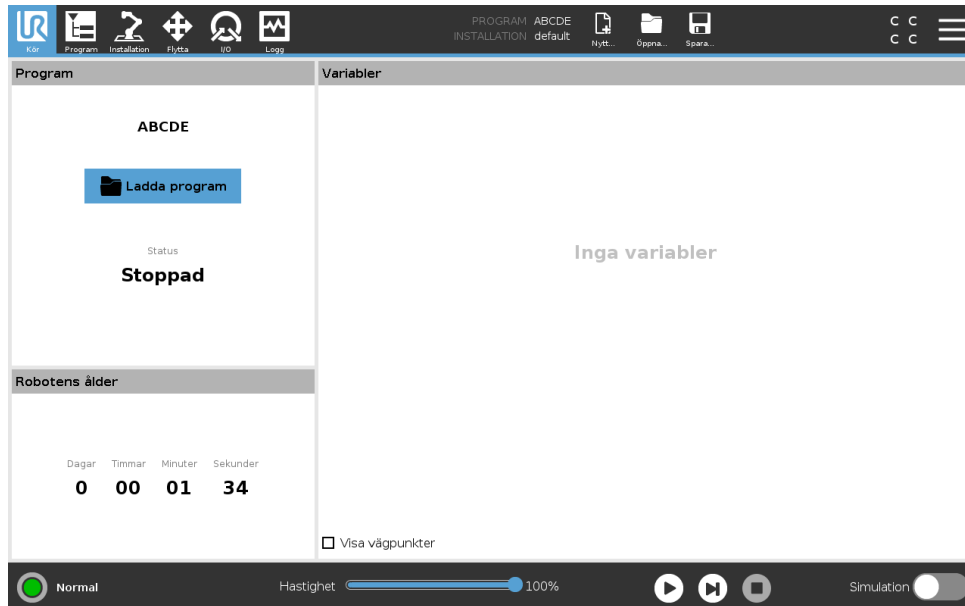 Kör
Program
Installation
Flytta
I/O
Logg
PROGRAM ABCDE
INSTALLATION default
Nytt...
Öppna...
Spara...
C C
C C
Program
ABCDE
Ladda program
Status
Stoppad
Variabler
Inga variabler
Visa vägpunkter
Robotens ålder
Dagar Timmar Minuter Sekunder
0 00 01 34
Normal
Hastighet 100%
Simulation